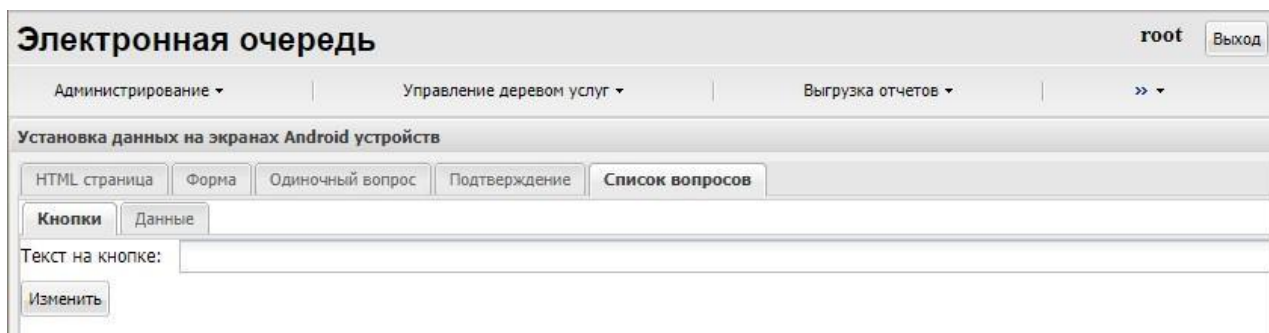 Электронная очередь root Выход
Администрирование Управление деревом услуг Выгрузка отчетов »
Установка данных на экранах Android устройств
HTML страница Форма Одиночный вопрос Подтверждение Список вопросов
Кнопки Данные
Текст на кнопке:
Изменить